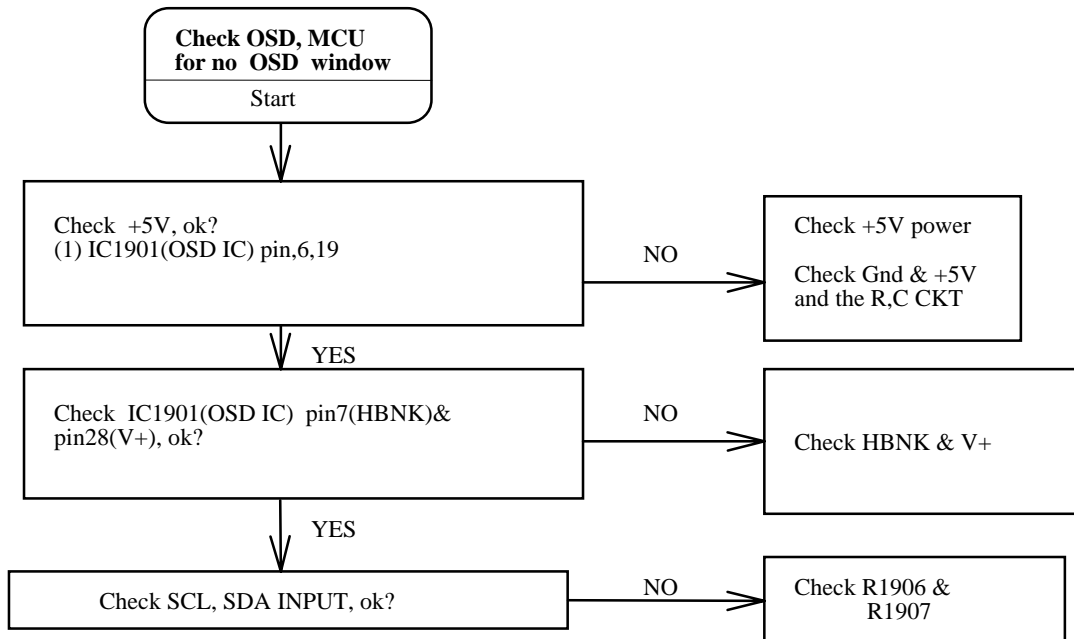 Check OSD, MCU
for no OSD window
Start
Check +5V, ok?
(1) IC1901(OSD IC) pin,6,19
NO
Check +5V power
Check Gnd & +5V
and the R,C CKT
YES
Check IC1901(OSD IC) pin7(HBNK)&
pin28(V+), ok?
NO
Check HBNK & V+
YES
Check SCL, SDA INPUT, ok?
NO
Check R1906 &
R1907